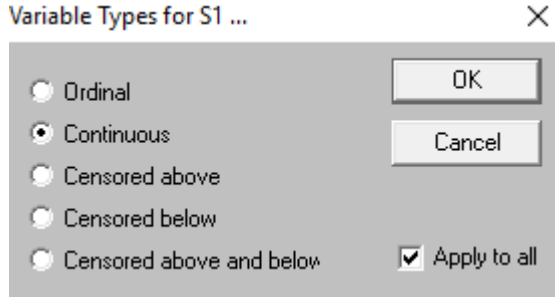 Variable Types for S1 ...
Ordinal
Continuous
Censored above
Censored below
Censored above and below
OK
Cancel
Apply to all